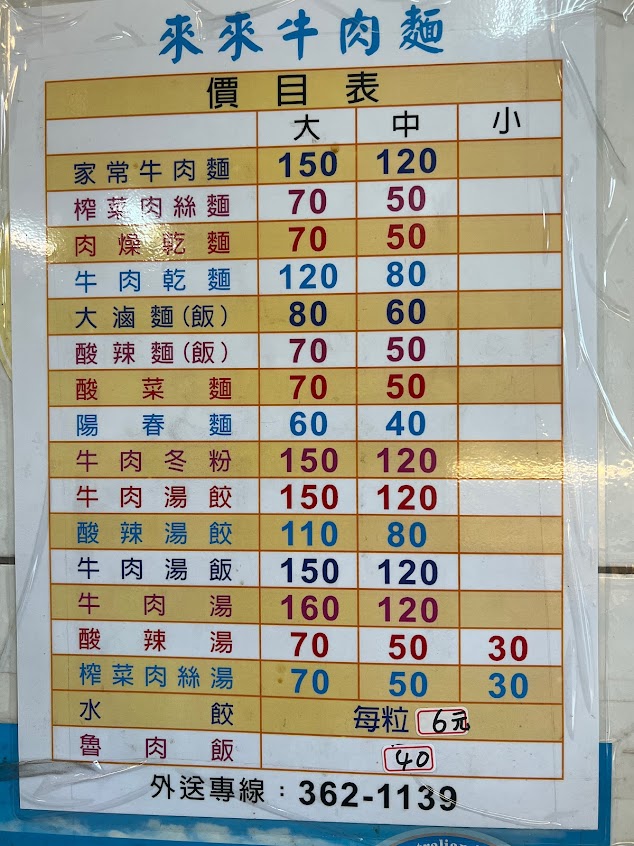 來來牛肉麵
價目表
大 中 小
家常牛肉麵 150 120
榨菜肉絲麵 70 50
肉燥乾麵 70 50
牛肉乾麵 120 80
大滷麵(飯) 80 60
酸辣麵(飯) 70 50
酸菜麵 70 50
陽春麵 60 40
牛肉冬粉 150 120
牛肉湯餃 150 120
酸辣湯餃 110 80
牛肉湯飯 150 120
牛肉湯 160 120
酸辣湯 70 50 30
榨菜肉絲湯 70 50 30
水餃 每粒 6元
魯肉飯 40
外送專線：362-1139